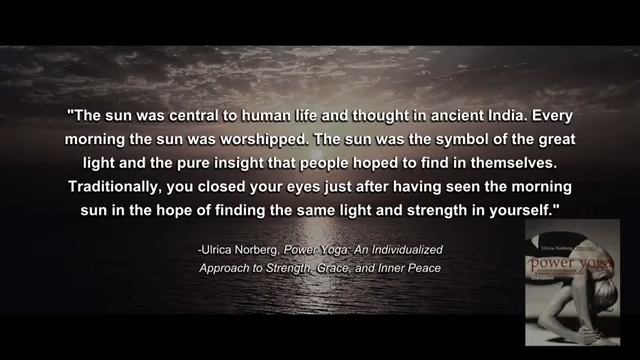 "The sun was central to human life and thought in ancient India. Every
morning the sun was worshipped. The sun was the symbol of the great
light and the pure insight that people hoped to find in themselves.
Traditionally, you closed your eyes just after having seen the morning
sun in the hope of finding the same light and strength in yourself."
-Ulrica Norberg, Power Yoga: An Individualized
Approach to Strength, Grace, and Inner Peace
Ulrica Norberg
power yoga